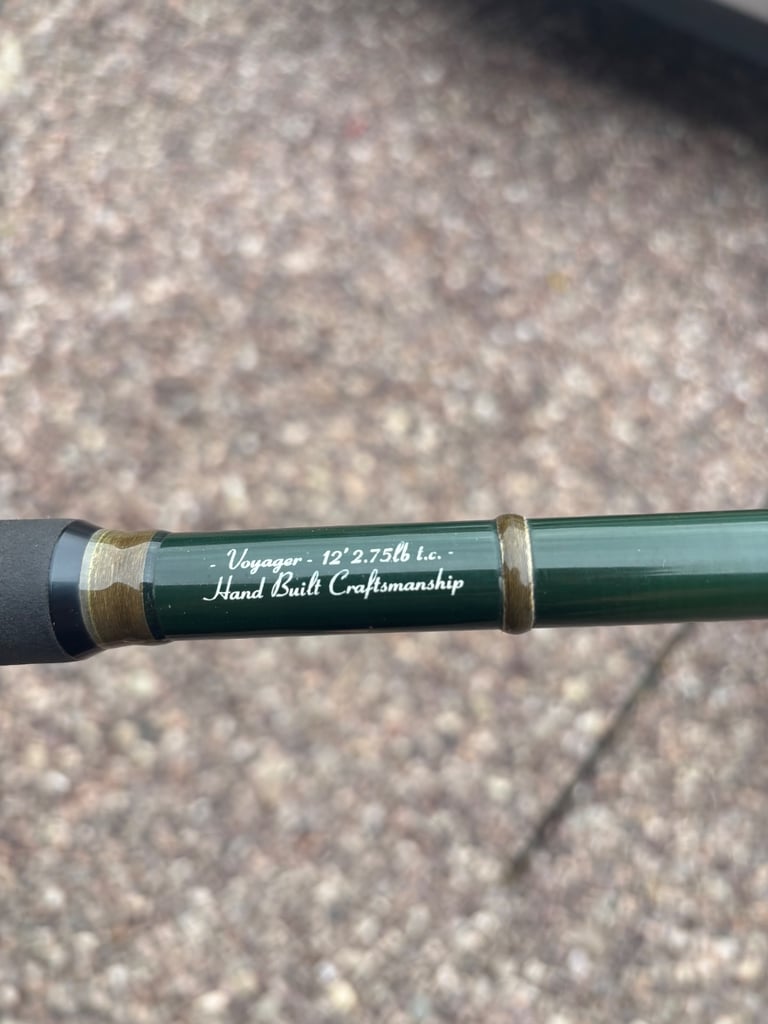 - Voyager - 12' 2.75lb t.c. -
Hand Built Craftsmanship